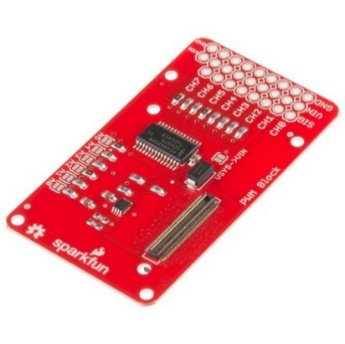 CH7
CH6
CH5
CH4
CH3
CH2
CH1
CH0
GND
VIN
SIG
VSYS->VIN
PWM Block
sparkfun